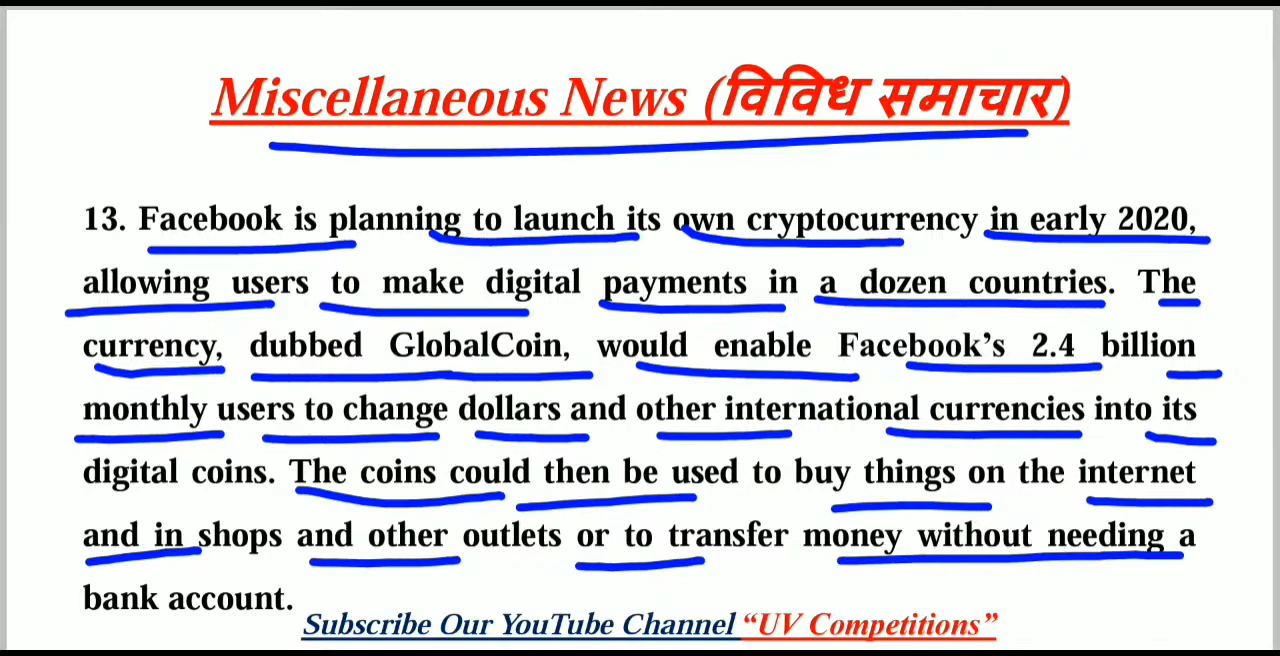 Miscellaneous News (विविध समाचार)
13. Facebook is planning to launch its own cryptocurrency in early 2020,
allowing users to make digital payments in a dozen countries. The
currency, dubbed GlobalCoin, would enable Facebook’s 2.4 billion
monthly users to change dollars and other international currencies into its
digital coins. The coins could then be used to buy things on the internet
and in shops and other outlets or to transfer money without needing a
bank account.
Subscribe Our YouTube Channel “UV Competitions”